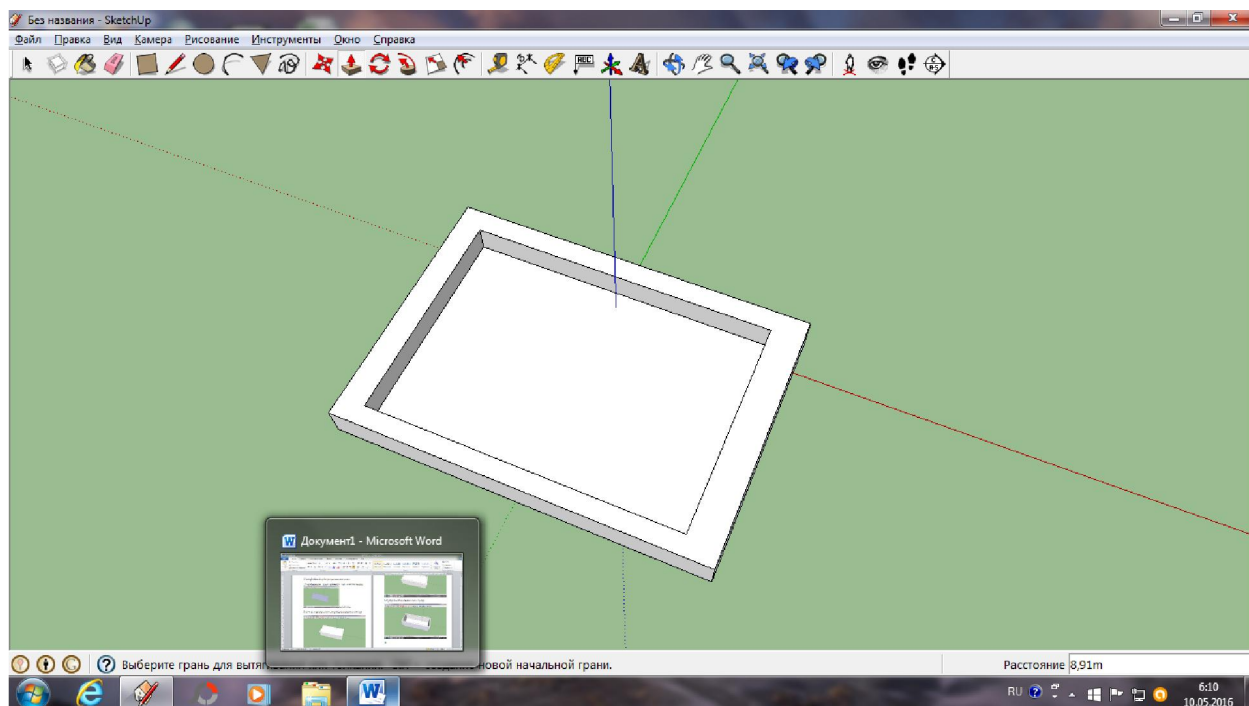 Без названия - SketchUp
Файл Правка Вид Камера Рисование Инструменты Окно Справка
Документ1 - Microsoft Word
Выберите грань для новой начальной грани.
Расстояние 8,91m
RU
6:10
10.05.2016